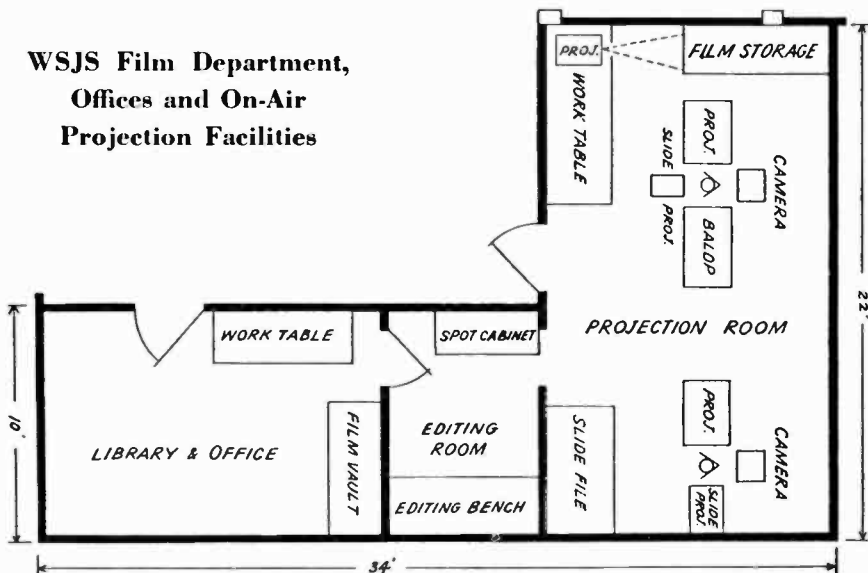 WSJS Film Department,
Offices and On-Air
Projection Facilities
PROJ.
FILM STORAGE
WORK TABLE
PROJ.
SLIDE
PROJ.
CAMERA
BALOP
22'
PROJECTION ROOM
WORK TABLE
SPOT CABINET
10'
LIBRARY & OFFICE
FILM VAULT
EDITING
ROOM
EDITING BENCH
SLIDE FILE
PROJ.
CAMERA
SLIDE
PROJ.
34'